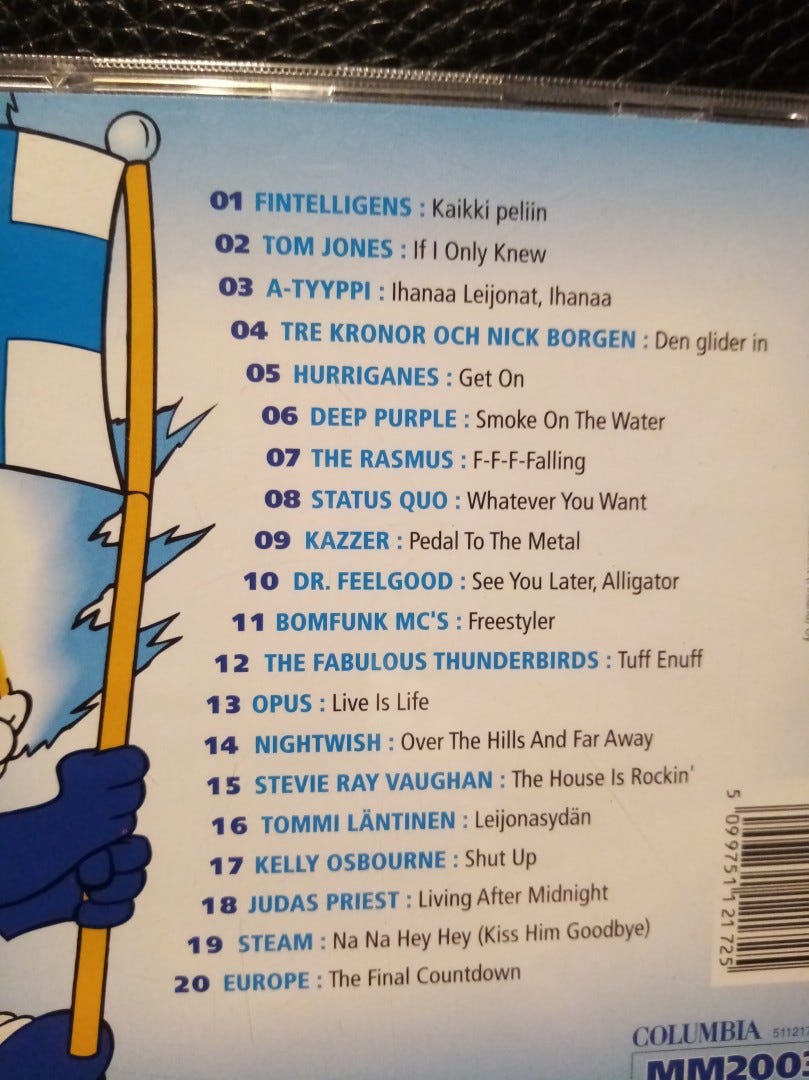 01 FINTELLIGENS : Kaikki peliin
02 TOM JONES : If I Only Knew
03 A-TYYPPI : Ihanaa Leijonat, Ihanaa
04 TRE KRONOR OCH NICK BORGEN : Den glider in
05 HURRIGANES : Get On
06 DEEP PURPLE : Smoke On The Water
07 THE RASMUS : F-F-F-Falling
08 STATUS QUO : Whatever You Want
09 KAZZER : Pedal To The Metal
10 DR. FEELGOOD : See You Later, Alligator
11 BOMFUNK MC'S : Freestyler
12 THE FABULOUS THUNDERBIRDS : Tuff Enuff
13 OPUS : Live Is Life
14 NIGHTWISH : Over The Hills And Far Away
15 STEVIE RAY VAUGHAN : The House Is Rockin'
16 TOMMI LÄNTINEN : Leijonasydän
17 KELLY OSBOURNE : Shut Up
18 JUDAS PRIEST : Living After Midnight
19 STEAM : Na Na Hey Hey (Kiss Him Goodbye)
20 EUROPE : The Final Countdown
5 099751 121725
COLUMBIA 511217
MM2003